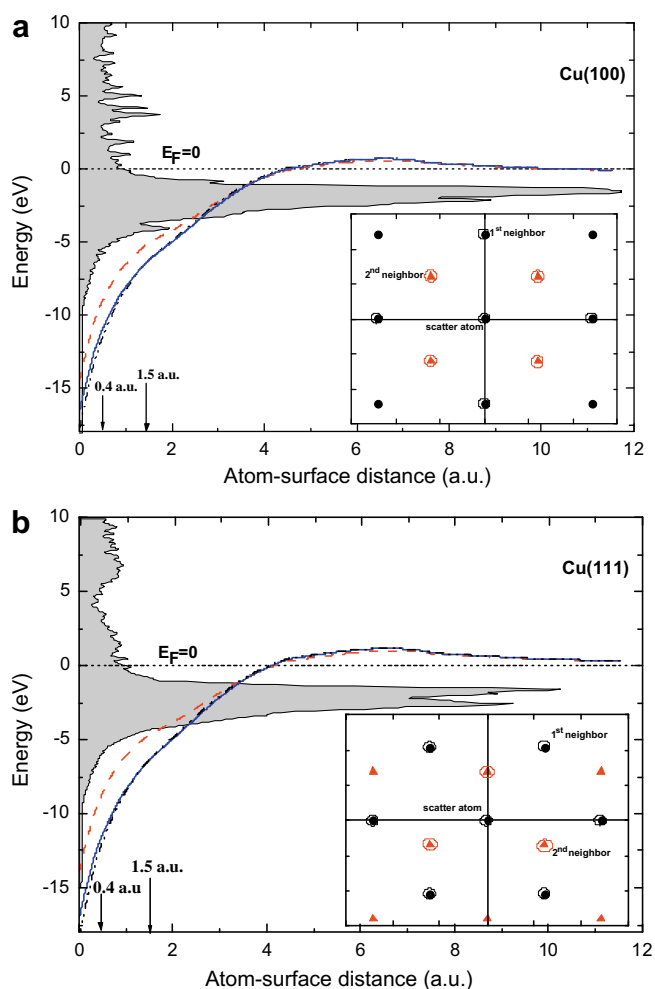 a
10
5
0
-5
-10
-15
Energy (eV)
Cu(100)
E_F=0
1st neighbor
2nd neighbor
scatter atom
0.4 a.u.
1.5 a.u.
0 2 4 6 8 10 12
Atom-surface distance (a.u.)
b
10
5
0
-5
-10
-15
Energy (eV)
Cu(111)
E_F=0
1st neighbor
scatter atom
2nd neighbor
0.4 a.u
1.5 a.u.
0 2 4 6 8 10 12
Atom-surface distance (a.u.)